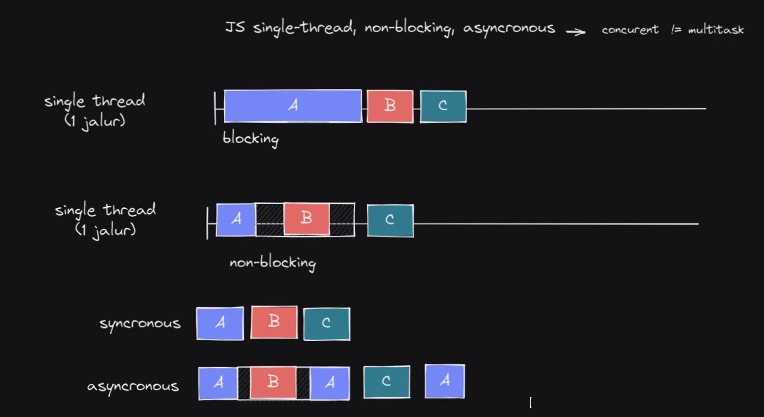 JS single-thread, non-blocking, asyncronous → concurent != multitask
single thread
(1 jalur)
A B C
blocking
single thread
(1 jalur)
A B C
non-blocking
syncronous A B C
asyncronous A B A C A